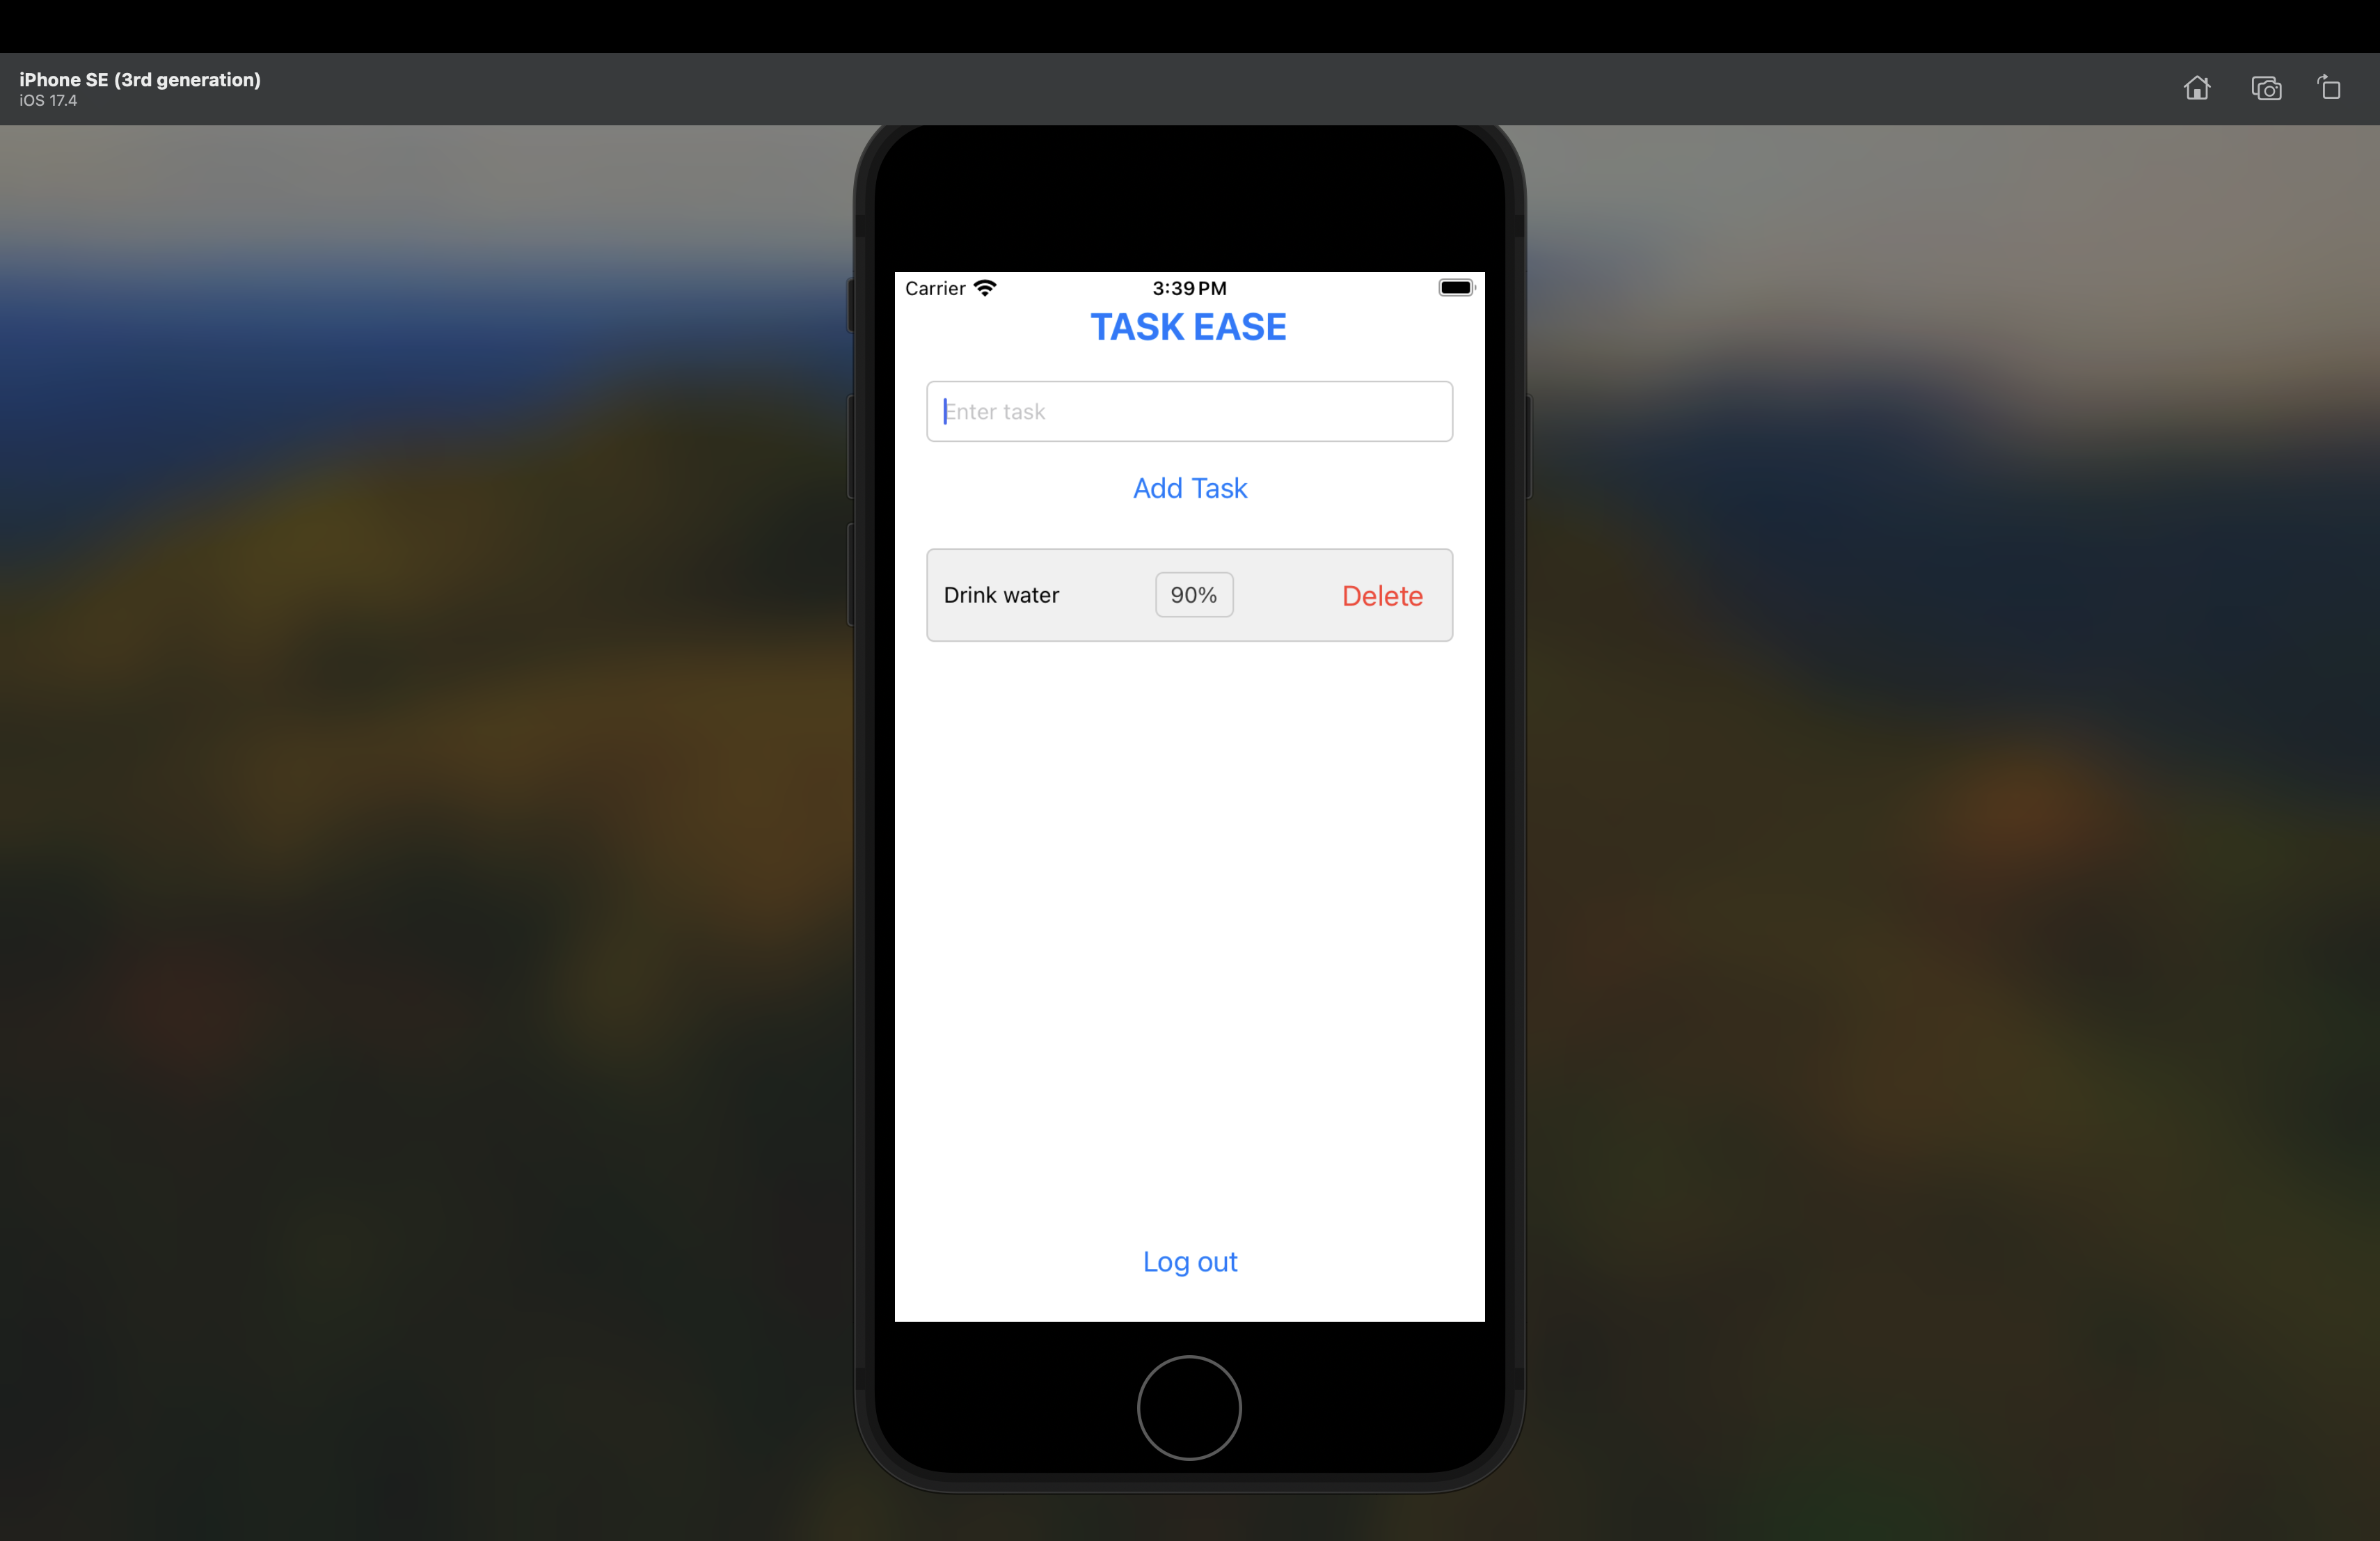 iPhone SE (3rd generation)
iOS 17.4
Carrier 3:39 PM
TASK EASE
Enter task
Add Task
Drink water 90% Delete
Log out